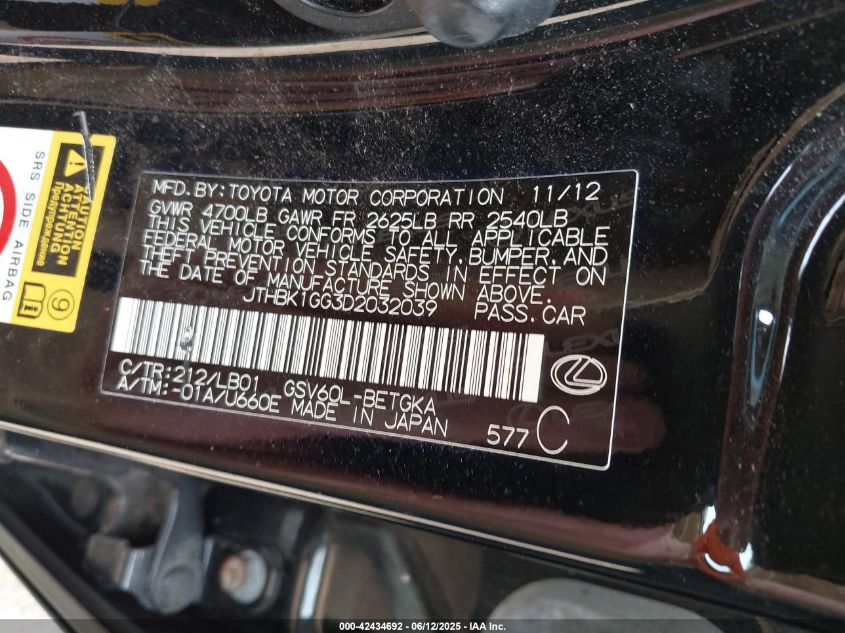 MFD. BY: TOYOTA MOTOR CORPORATION 11/12
GVWR 4700LB GAWR FR 2625LB RR 2540LB
THIS VEHICLE CONFORMS TO ALL APPLICABLE
FEDERAL MOTOR VEHICLE SAFETY, BUMPER, AND
THEFT PREVENTION STANDARDS IN EFFECT ON
THE DATE OF MANUFACTURE SHOWN ABOVE.
JTHBK1GG3D2032039 PASS. CAR
C/TR: 212/LB01 GSV60L-BETGKA
A/TM: -01A/U660E MADE IN JAPAN
577 C
SRS SIDE AIRBAG
CAUTION
ATTENTION
ACHTUNG
Предупреждение
9
000-42434692 - 06/12/2025 - IAA Inc.